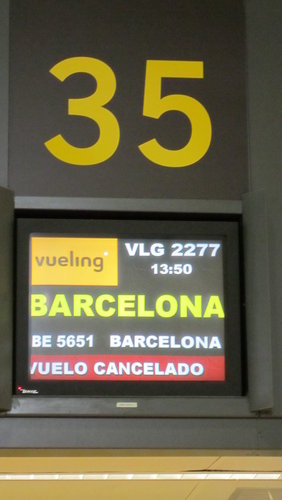 35
vueling
VLG 2277
13:50
BARCELONA
BE 5651 BARCELONA
VUELO CANCELADO